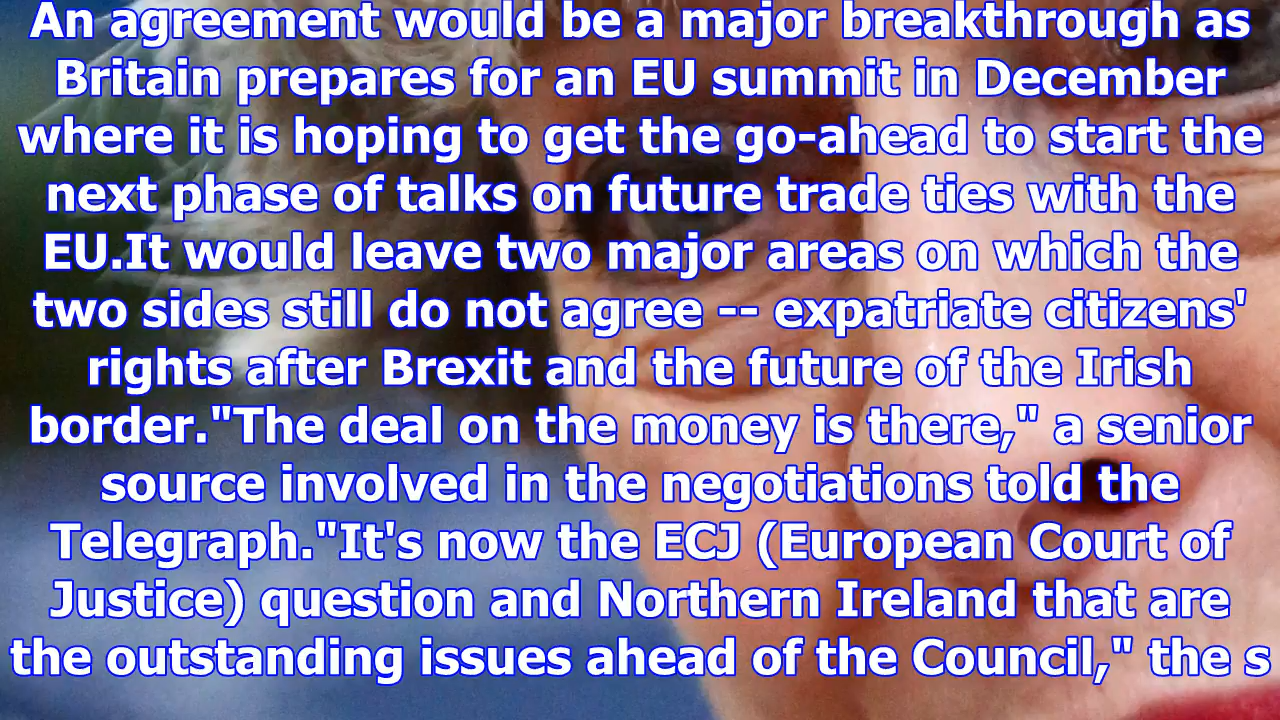 An agreement would be a major breakthrough as
Britain prepares for an EU summit in December
where it is hoping to get the go-ahead to start the
next phase of talks on future trade ties with the
EU.It would leave two major areas on which the
two sides still do not agree -- expatriate citizens'
rights after Brexit and the future of the Irish
border."The deal on the money is there," a senior
source involved in the negotiations told the
Telegraph."It's now the ECJ (European Court of
Justice) question and Northern Ireland that are
the outstanding issues ahead of the Council," the s